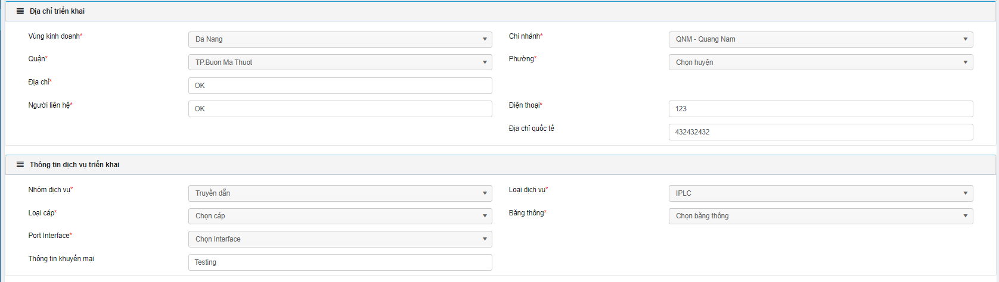 Địa chỉ triển khai
Vùng kinh doanh* Da Nang Chi nhánh* QNM - Quang Nam
Quận* TP.Buon Ma Thuot Phường* Chọn huyện
Địa chỉ* OK
Người liên hệ* OK Điện thoại* 123
Địa chỉ quốc tế 432432432
Thông tin dịch vụ triển khai
Nhóm dịch vụ* Truyền dẫn Loại dịch vụ* IPLC
Loại cáp* Chọn cáp Băng thông* Chọn băng thông
Port Interface* Chọn Interface
Thông tin khuyến mại Testing